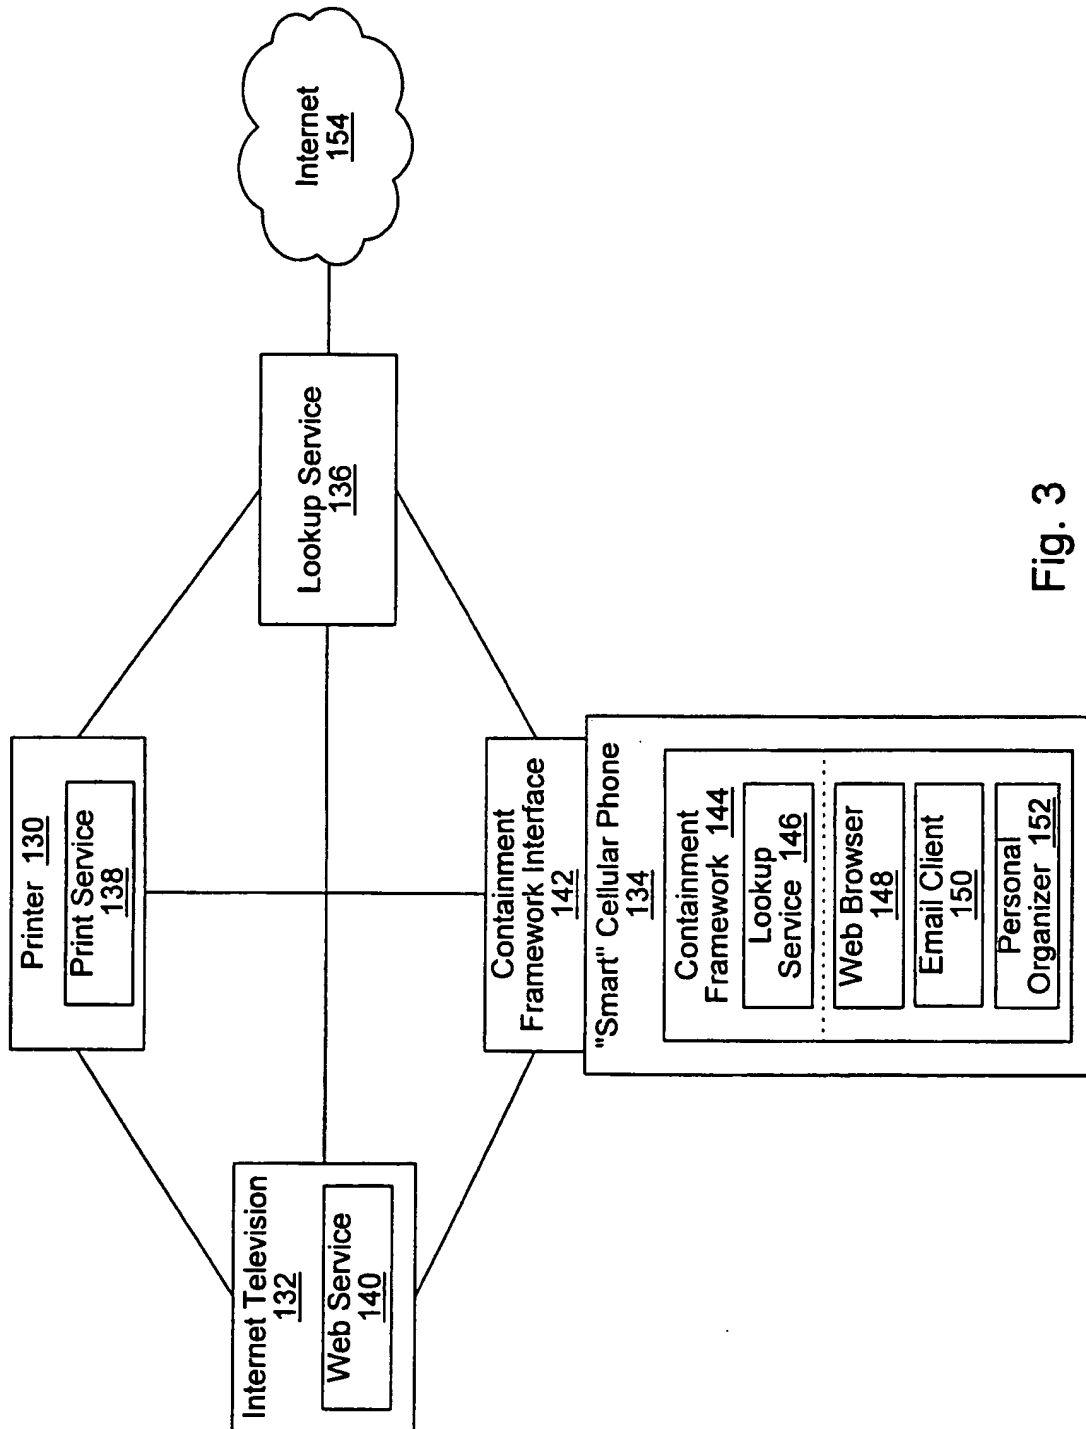 Internet Television
132
Web Service
140
Printer 130
Print Service
138
Containment
Framework Interface
142
"Smart" Cellular Phone
134
Containment
Framework 144
Lookup
Service 146
Web Browser
148
Email Client
150
Personal
Organizer 152
Lookup Service
136
Internet
154
Fig. 3